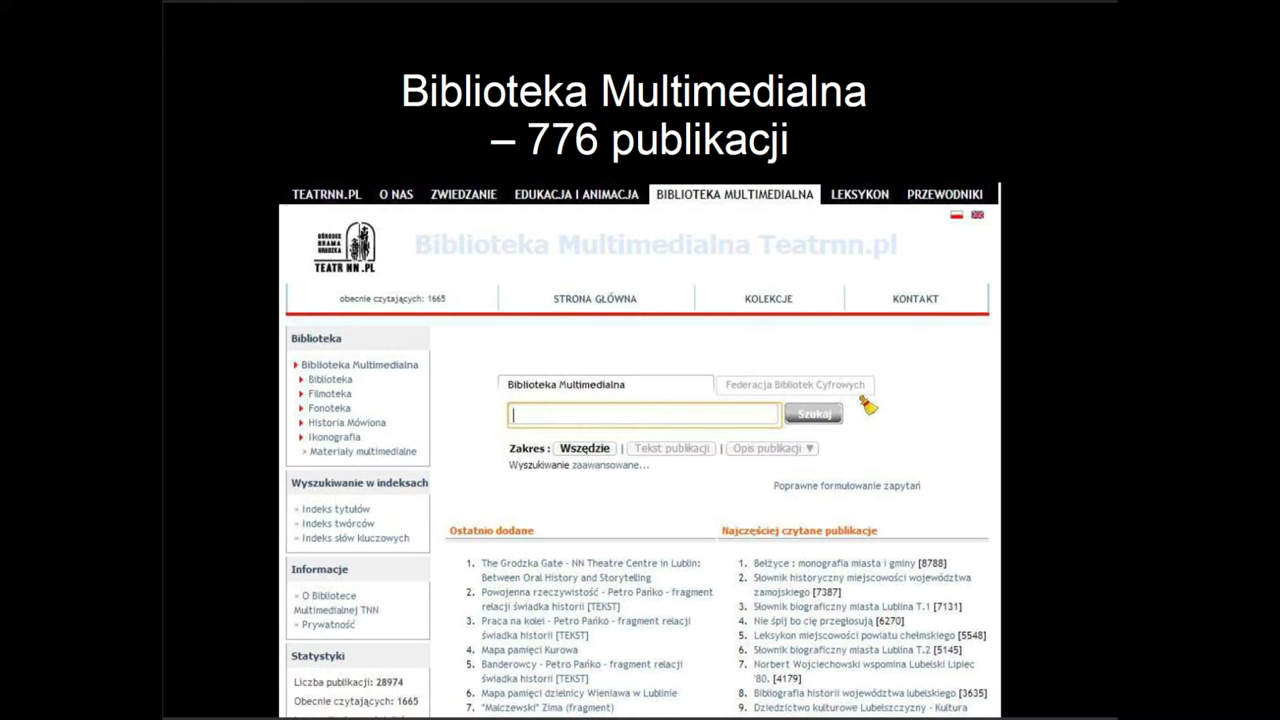 Biblioteka Multimedialna
– 776 publikacji
TEATRNN.PL O NAS ZWIEDZANIE EDUKACJA I ANIMACJA BIBLIOTEKA MULTIMEDIALNA LEKSYKON PRZEWODNIKI
OŚRODEK
BRAMA
GRODZKA
TEATR NN.PL
Biblioteka Multimedialna Teatrnn.pl
obecnie czytających: 1665 STRONA GŁÓWNA KOLEKCJE KONTAKT
Biblioteka
Biblioteka Multimedialna
Biblioteka
Filmoteka
Fonoteka
Historia Mówiona
Ikonografia
> Materiały multimedialne
Wyszukiwanie w indeksach
» Indeks tytułów
» Indeks twórców
» Indeks słów kluczowych
Informacje
» O Bibliotece
Multimedialnej TNN
» Prywatność
Statystyki
Liczba publikacji: 28974
Obecnie czytających: 1665
Biblioteka Multimedialna Federacja Bibliotek Cyfrowych
Szukaj
Zakres : Wszędzie | Tekst publikacji | Opis publikacji ▼
Wyszukiwanie zaawansowane...
Poprawne formułowanie zapytań
Ostatnio dodane
1. The Grodzka Gate - NN Theatre Centre in Lublin:
Between Oral History and Storyteling
2. Powojenna rzeczywistość - Petro Pańko - fragment
relacji świadka historii [TEKST]
3. Praca na kolei - Petro Pańko - fragment relacji
świadka historii [TEKST]
4. Mapa pamięci Kurowa
5. Banderowcy - Petro Pańko - fragment relacji
świadka historii [TEKST]
6. Mapa pamięci dzielnicy Wieniawa w Lublinie
7. "Malczewski" Zima (fragment)
Najczęściej czytane publikacje
1. Bełżyce : monografia miasta i gminy [8788]
2. Słownik historyczny miejscowości województwa
zamojskiego [7387]
3. Słownik biograficzny miasta Lublina T.1 [7131]
4. Nie śpij bo cię przegłosują [6270]
5. Leksykon miejscowości powiatu chełmskiego [5548]
6. Słownik biograficzny miasta Lublina T.2 [5145]
7. Norbert Wojciechowski wspomina Lubelski Lipiec
'80. [4179]
8. Bibliografia historii województwa lubelskiego [3635]
9. Dziedzictwo kulturowe Lubelszczyzny - Kultura